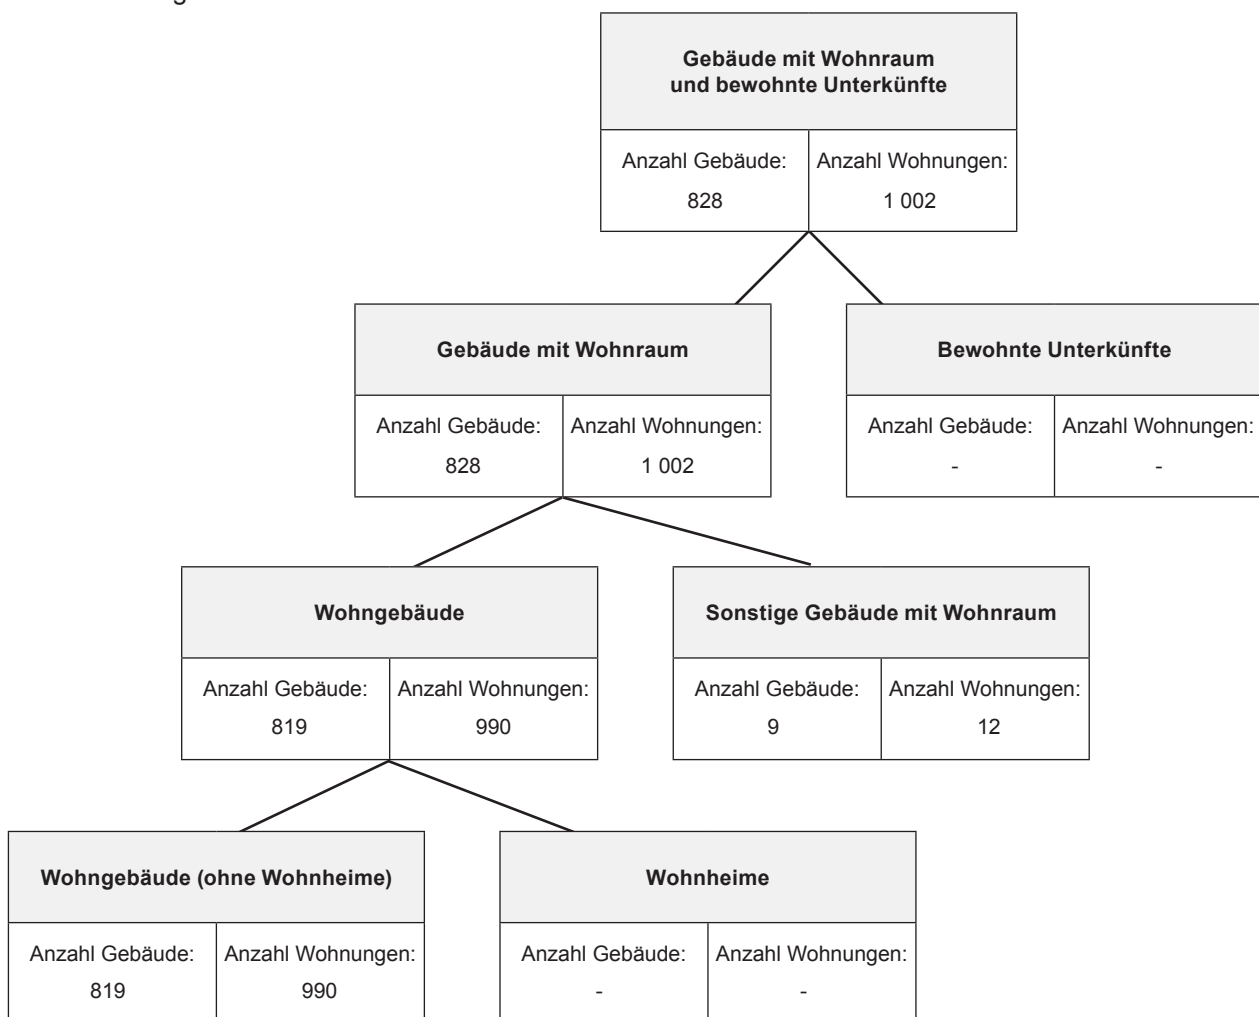 Gebäude mit Wohnraum
und bewohnte Unterkünfte
Anzahl Gebäude: Anzahl Wohnungen:
828 1 002
Gebäude mit Wohnraum
Anzahl Gebäude: Anzahl Wohnungen:
828 1 002
Bewohnte Unterkünfte
Anzahl Gebäude: Anzahl Wohnungen:
- -
Wohngebäude
Anzahl Gebäude: Anzahl Wohnungen:
819 990
Sonstige Gebäude mit Wohnraum
Anzahl Gebäude: Anzahl Wohnungen:
9 12
Wohngebäude (ohne Wohnheime)
Anzahl Gebäude: Anzahl Wohnungen:
819 990
Wohnheime
Anzahl Gebäude: Anzahl Wohnungen:
- -